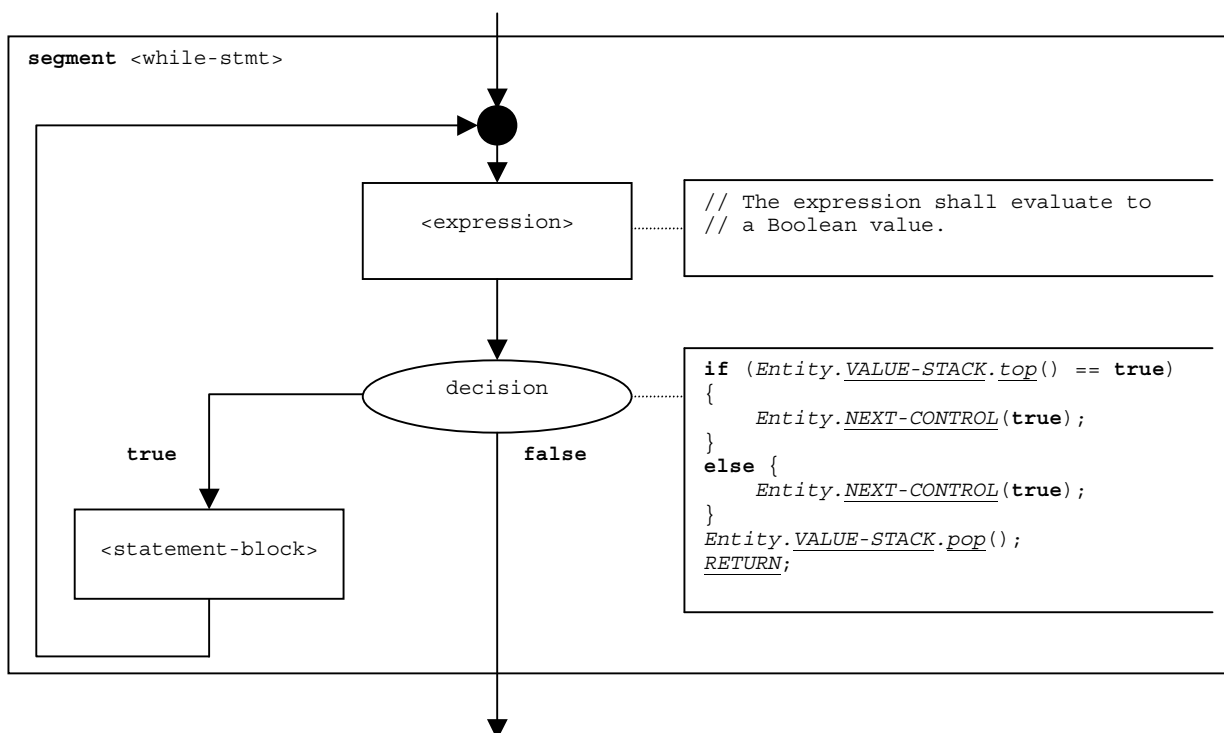 segment <while-stmt>
<expression>
// The expression shall evaluate to
// a Boolean value.
decision
true
false
<statement-block>
if (Entity.VALUE-STACK.top() == true)
{
    Entity.NEXT-CONTROL(true);
}
else {
    Entity.NEXT-CONTROL(true);
}
Entity.VALUE-STACK.pop();
RETURN;